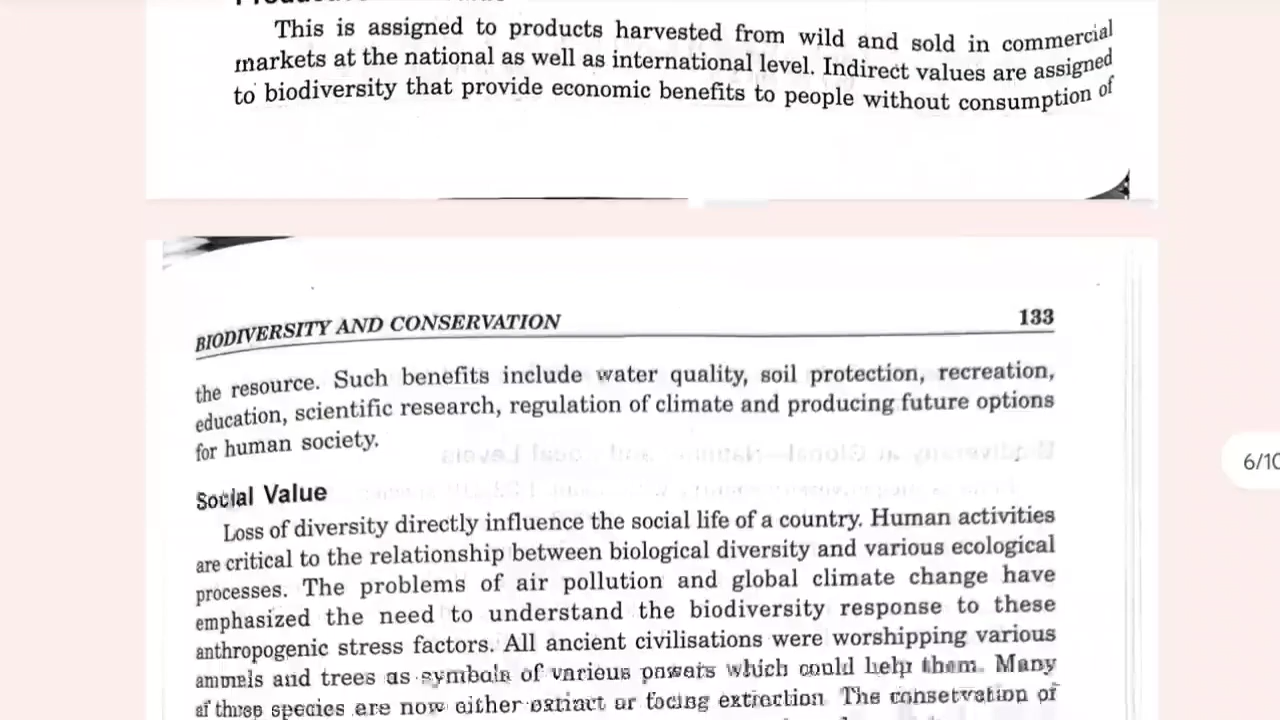 This is assigned to products harvested from wild and sold in commercial
markets at the national as well as international level. Indirect values are assigned
to biodiversity that provide economic benefits to people without consumption of
BIODIVERSITY AND CONSERVATION 133
the resource. Such benefits include water quality, soil protection, recreation,
education, scientific research, regulation of climate and producing future options
for human society.
Social Value
Loss of diversity directly influence the social life of a country. Human activities
are critical to the relationship between biological diversity and various ecological
processes. The problems of air pollution and global climate change have
emphasized the need to understand the biodiversity response to these
anthropogenic stress factors. All ancient civilisations were worshipping various
animals and trees as symbols of various powers which could help them. Many
of these species are now either extinct or facing extinction The conservation of
6/10